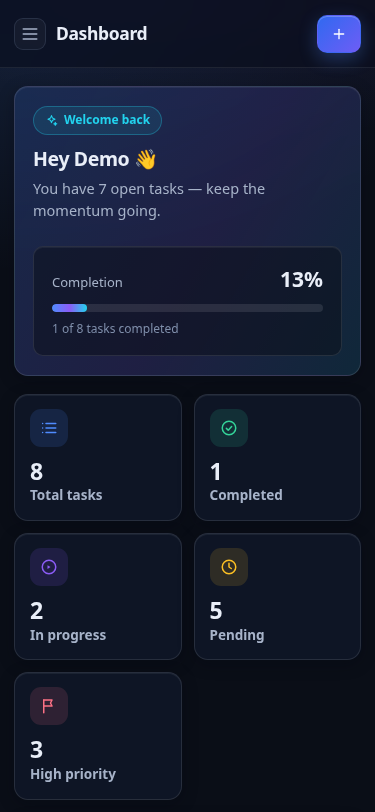 Dashboard
Welcome back
Hey Demo 👋
You have 7 open tasks — keep the
momentum going.
Completion
13%
1 of 8 tasks completed
8
Total tasks
1
Completed
2
In progress
5
Pending
3
High priority